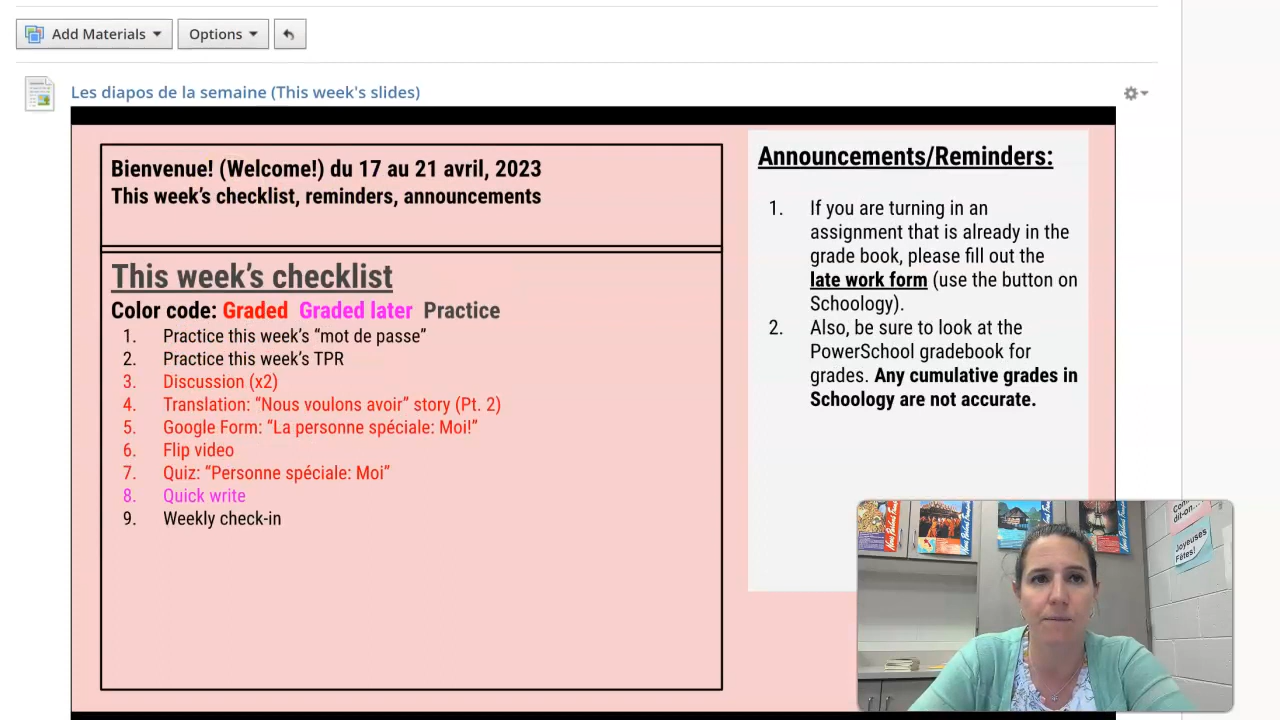 Add Materials
Options
Les diapos de la semaine (This week's slides)
Bienvenue! (Welcome!) du 17 au 21 avril, 2023
This week's checklist, reminders, announcements
This week's checklist
Color code: Graded Graded later Practice
1. Practice this week's “mot de passe”
2. Practice this week's TPR
3. Discussion (x2)
4. Translation: “Nous voulons avoir” story (Pt. 2)
5. Google Form: “La personne spéciale: Moi!”
6. Flip video
7. Quiz: “Personne spéciale: Moi”
8. Quick write
9. Weekly check-in
Announcements/Reminders:
1. If you are turning in an
assignment that is already in the
grade book, please fill out the
late work form (use the button on
Schoology).
2. Also, be sure to look at the
PowerSchool gradebook for
grades. Any cumulative grades in
Schoology are not accurate.
dit-on...
Joyeuses
Fêtes!